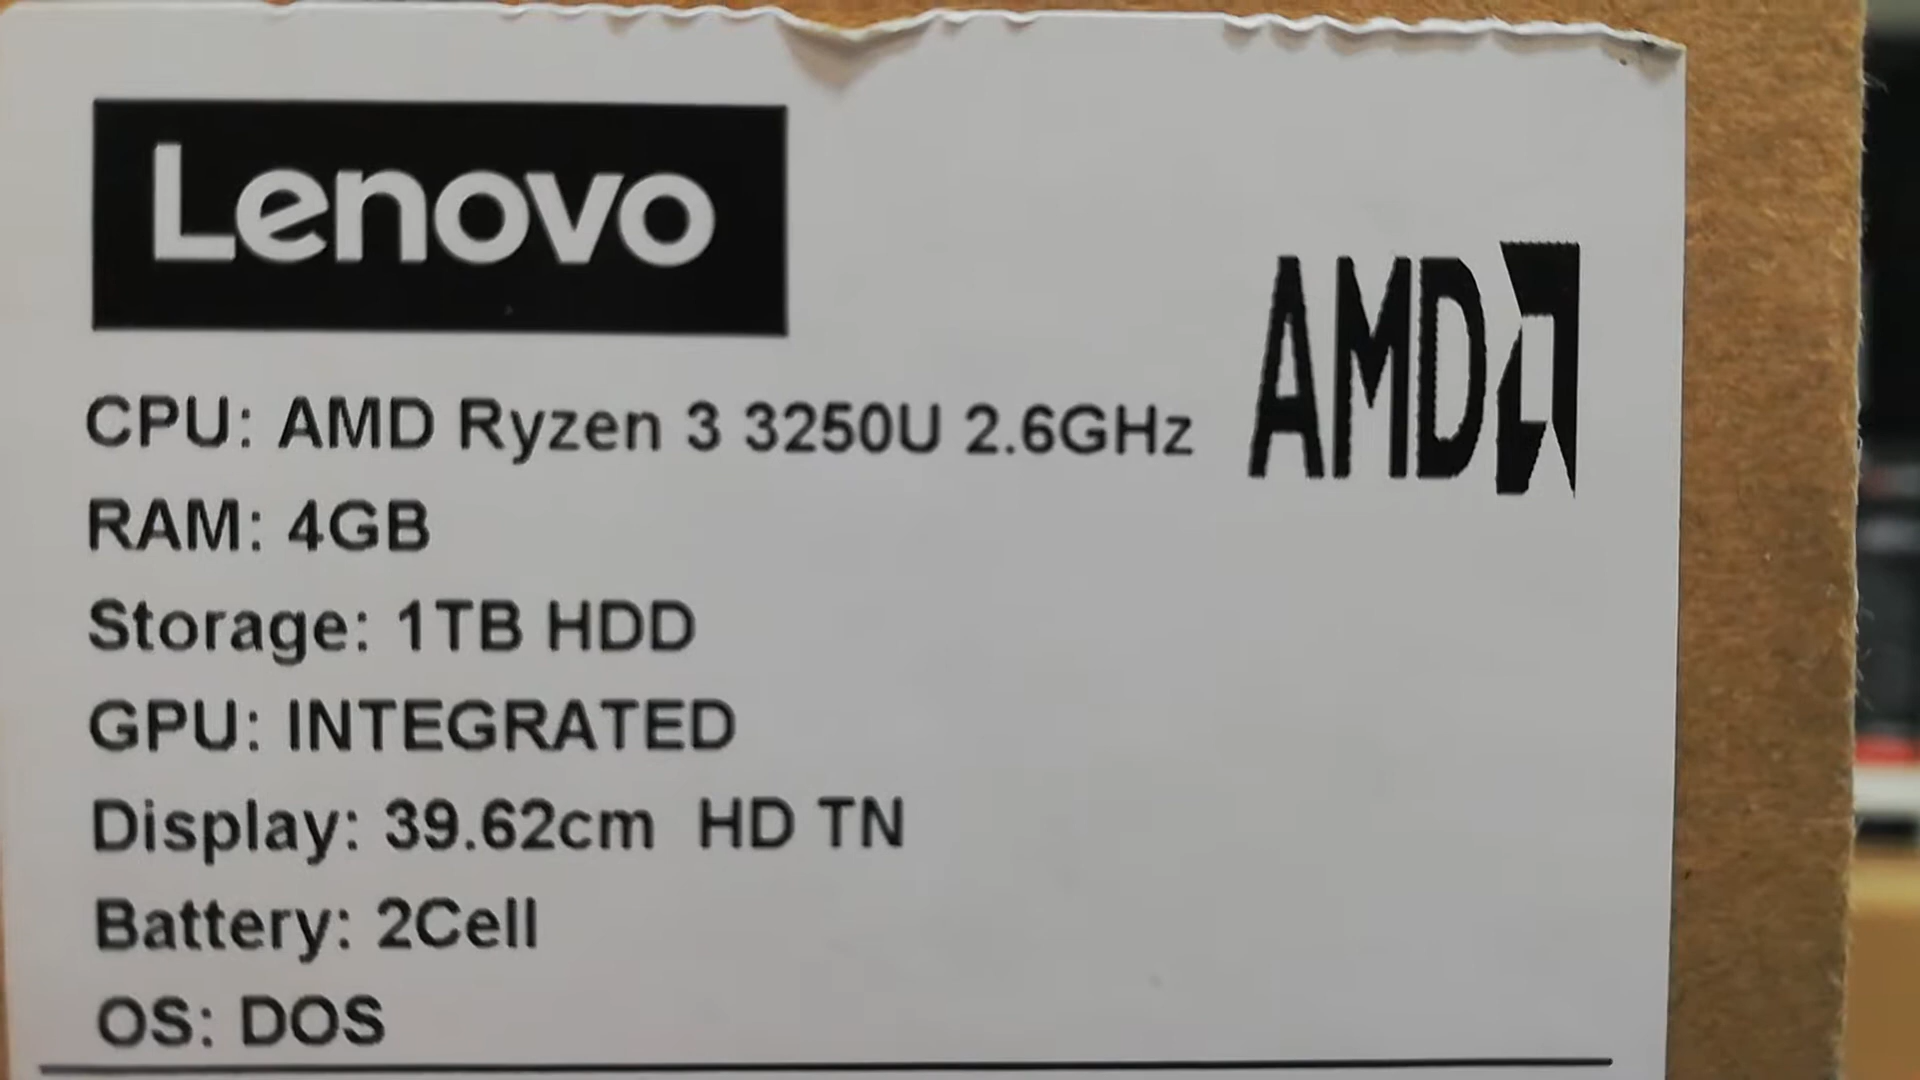 Lenovo
AMD
CPU: AMD Ryzen 3 3250U 2.6GHz
RAM: 4GB
Storage: 1TB HDD
GPU: INTEGRATED
Display: 39.62cm HD TN
Battery: 2Cell
OS: DOS